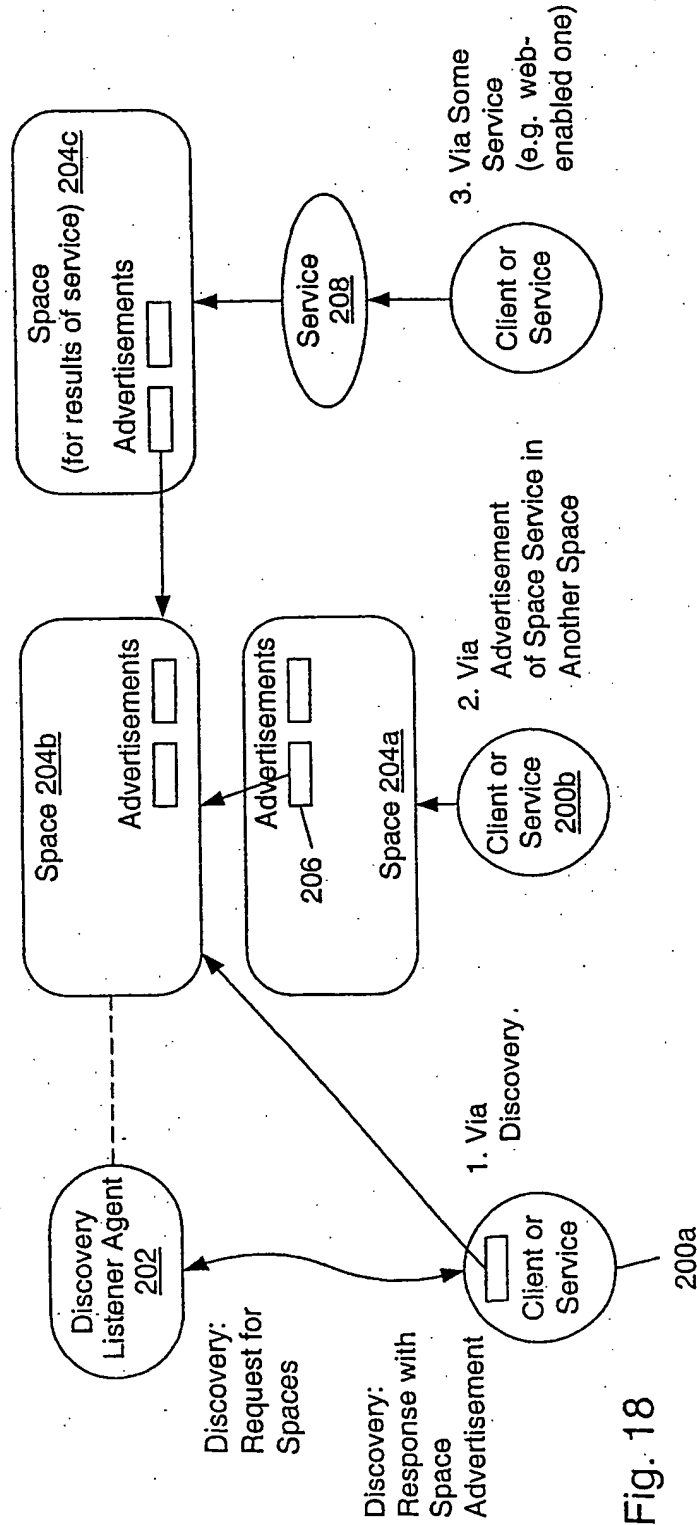 Discovery
Listener Agent
202
Discovery:
Request for
Spaces
Discovery:
Response with
Space
Advertisement
Client or
Service
200a
1. Via
Discovery.
Space 204b
Advertisements
Advertisements
206
Space 204a
Client or
Service
200b
2. Via
Advertisement
of Space Service in
Another Space
Space
(for results of service) 204c
Advertisements
Service
208
Client or
Service
3. Via Some
Service
(e.g. web-
enabled one)
Fig. 18